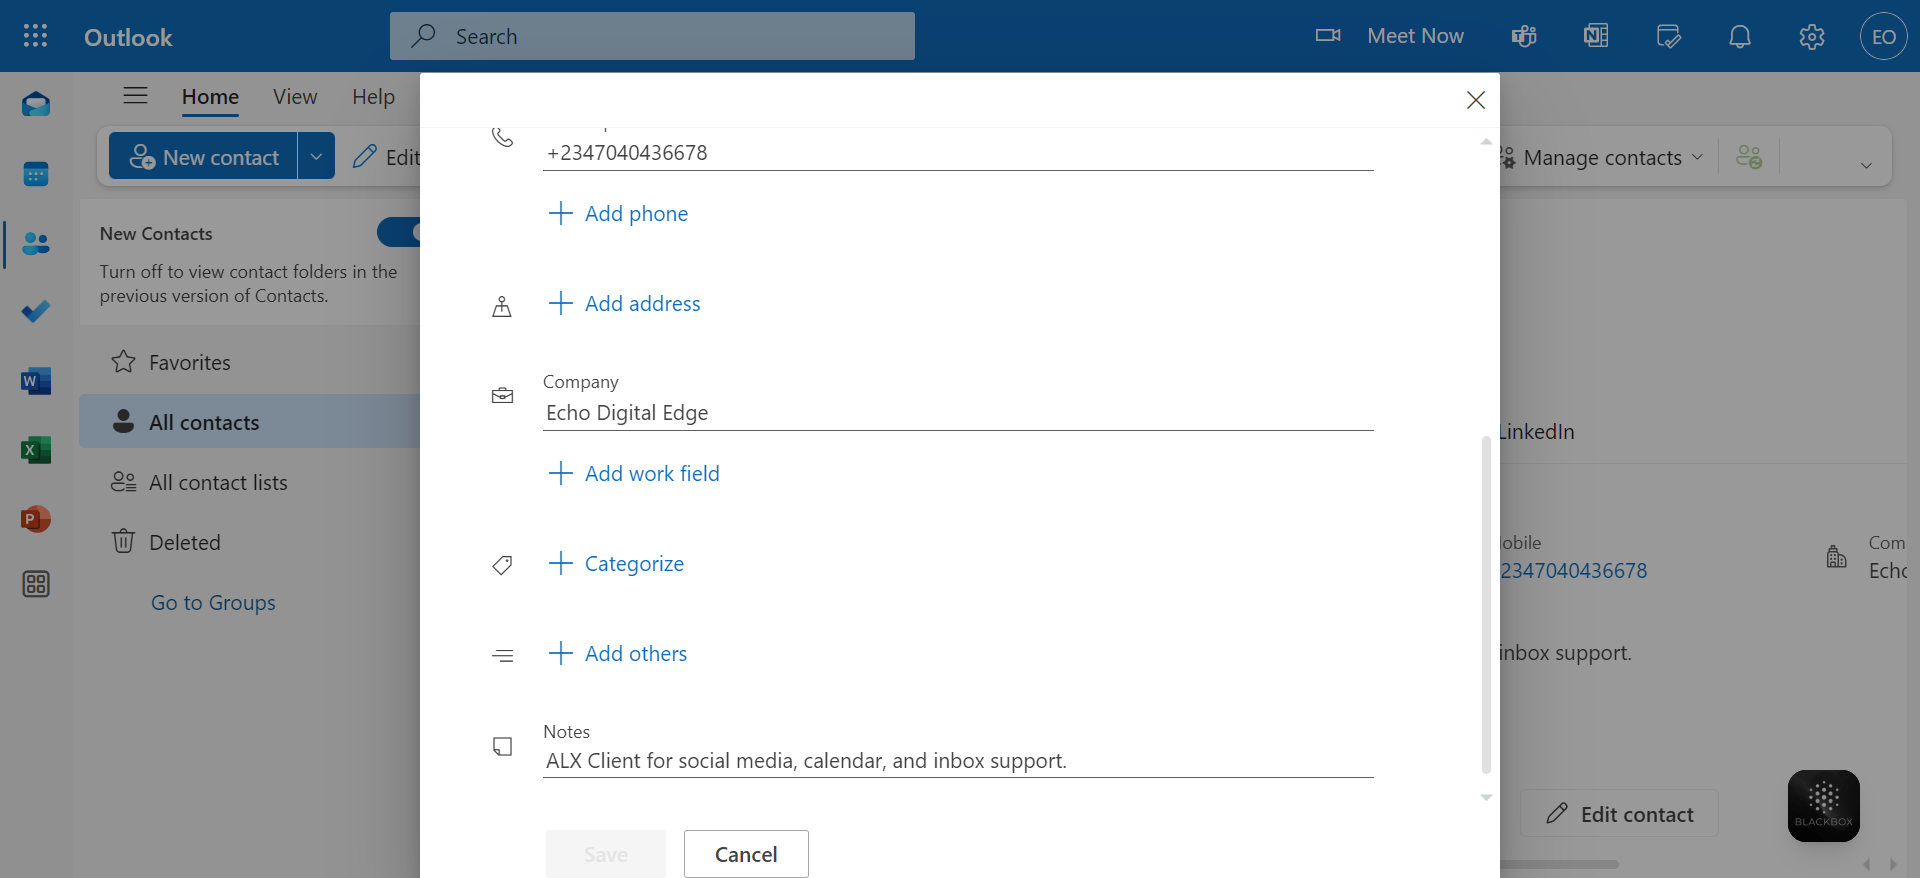 Outlook
Search
Meet Now
EO
Home
View
Help
New contact
Edit
Manage contacts
New Contacts
Turn off to view contact folders in the
previous version of Contacts.
Favorites
All contacts
All contact lists
Deleted
Go to Groups
+2347040436678
Add phone
Add address
Company
Echo Digital Edge
Add work field
Categorize
Add others
Notes
ALX Client for social media, calendar, and inbox support.
Save
Cancel
LinkedIn
obile
2347040436678
Com
Echo
inbox support.
Edit contact
BLACKBOX